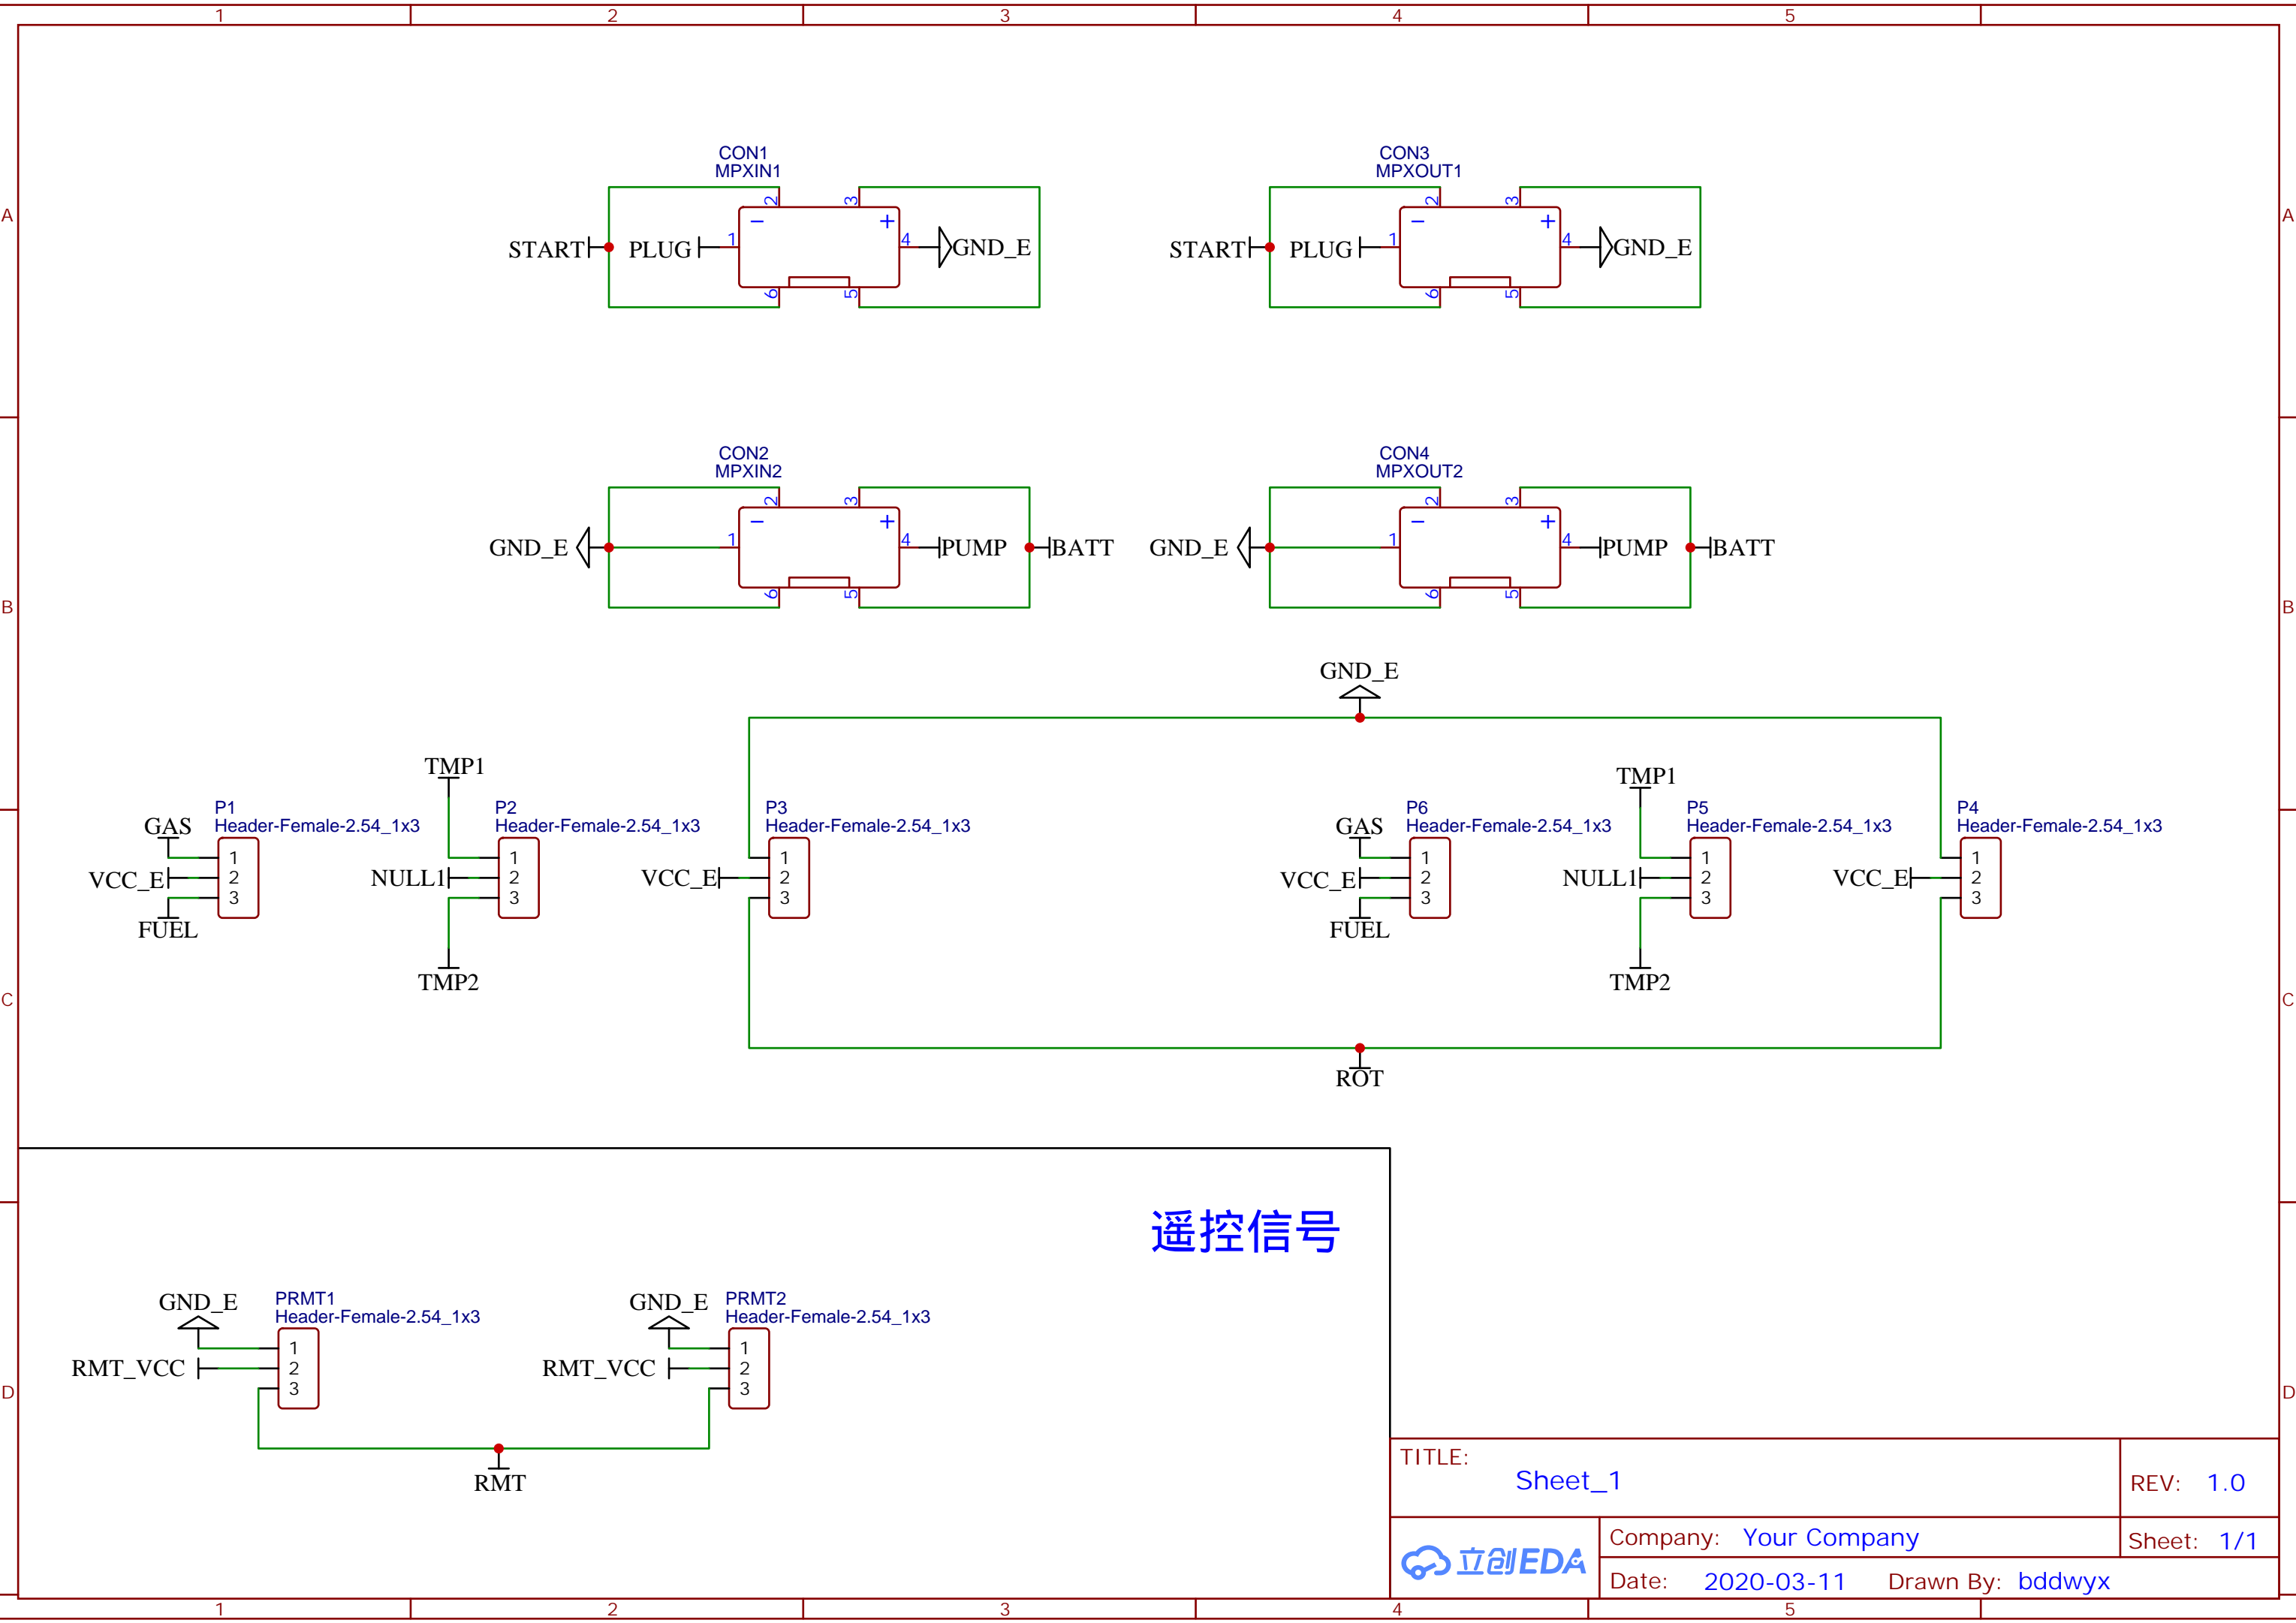 1 2 3 4 5
A A
CON1
MPXIN1
2 3
− +
START PLUG 1 4 GND_E
6 5
CON3
MPXOUT1
2 3
− +
START PLUG 1 4 GND_E
6 5
B B
CON2
MPXIN2
2 3
− +
GND_E 1 4 PUMP BATT
6 5
CON4
MPXOUT2
2 3
− +
GND_E 1 4 PUMP BATT
6 5
GND_E
P1
Header-Female-2.54_1x3
GAS
1
VCC_E 2
3
FUEL
TMP1
P2
Header-Female-2.54_1x3
1
NULL1 2
3
TMP2
P3
Header-Female-2.54_1x3
1
VCC_E 2
3
P6
Header-Female-2.54_1x3
GAS
1
VCC_E 2
3
FUEL
TMP1
P5
Header-Female-2.54_1x3
1
NULL1 2
3
TMP2
P4
Header-Female-2.54_1x3
1
VCC_E 2
3
C C
ROT
遥控信号
GND_E
PRMT1
Header-Female-2.54_1x3
1
RMT_VCC 2
3
GND_E
PRMT2
Header-Female-2.54_1x3
1
RMT_VCC 2
3
D D
RMT
TITLE:
Sheet_1
REV: 1.0
立创EDA
Company: Your Company
Sheet: 1/1
Date: 2020-03-11 Drawn By: bddwyx
1 2 3 4 5